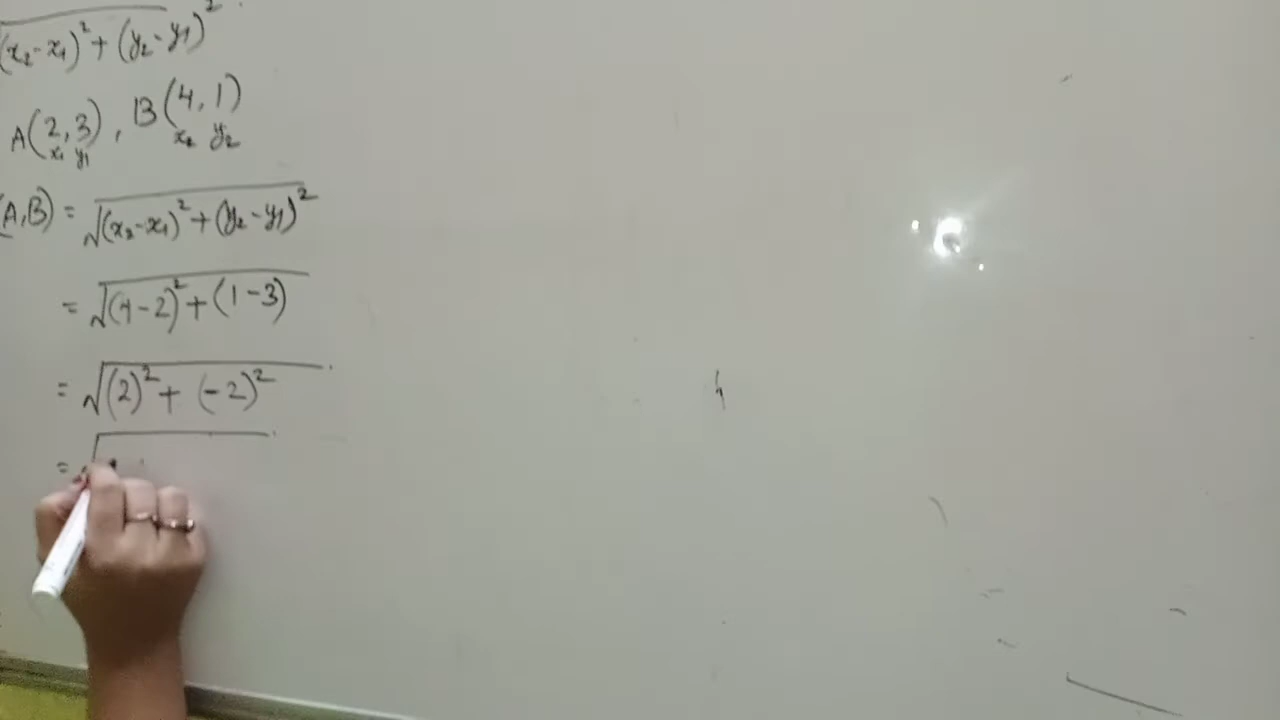 √(x₂-x₁)² + (y₂-y₁)²
A(2,3), B(4,1)
x₁ y₁ x₂ y₂
(A,B) = √(x₂-x₁)² + (y₂-y₁)²
= √(4-2)² + (1-3)
= √(2)² + (-2)²
= √